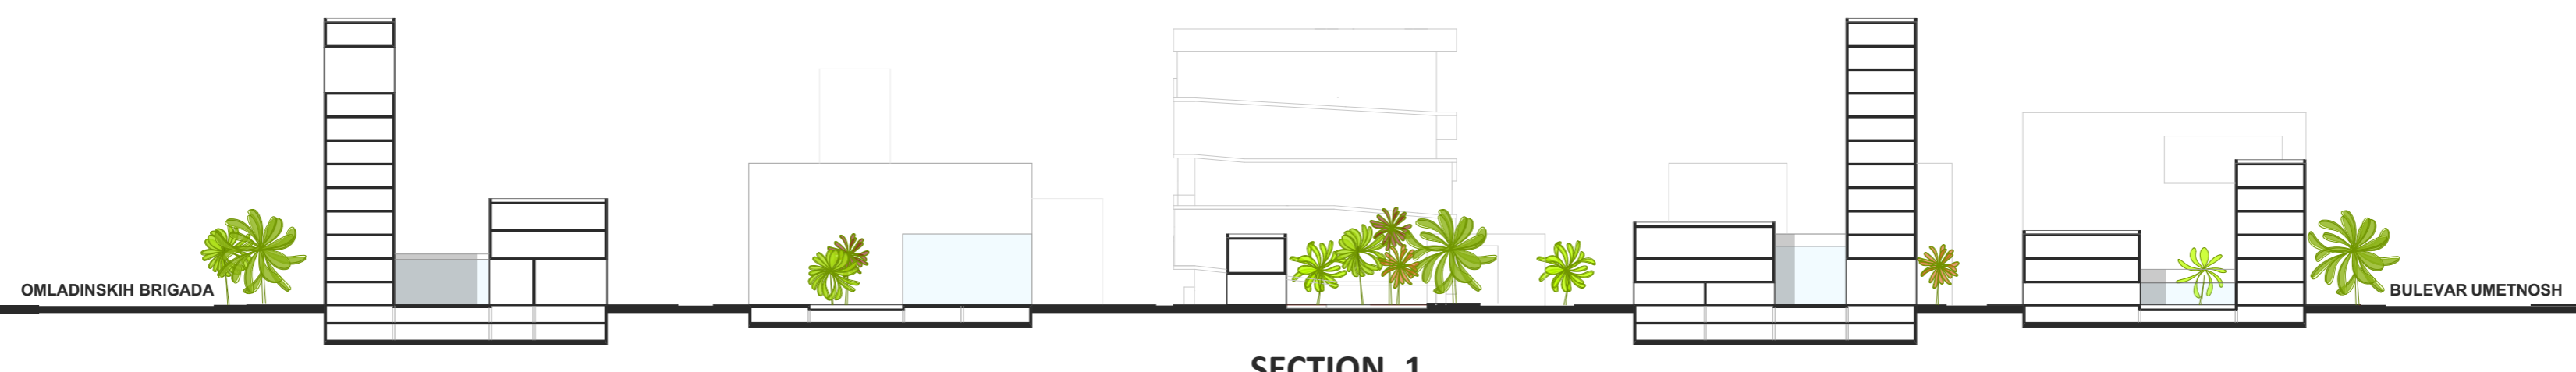 OMLADINSKIH BRIGADA
BULEVAR UMETNOSH
SECTION 1